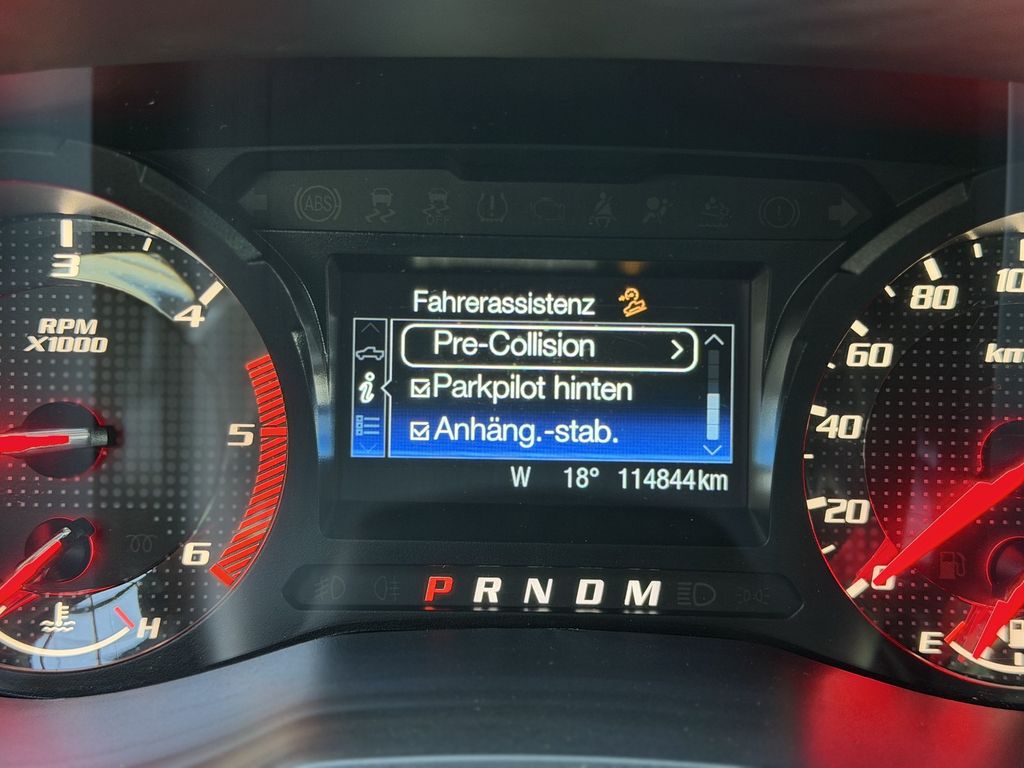 ABS
3
4
RPM
X1000
5
6
H
Fahrerassistenz
Pre-Collision
Parkpilot hinten
Anhäng.-stab.
W 18° 114844km
P R N D M
80
60
40
20
0
km
E